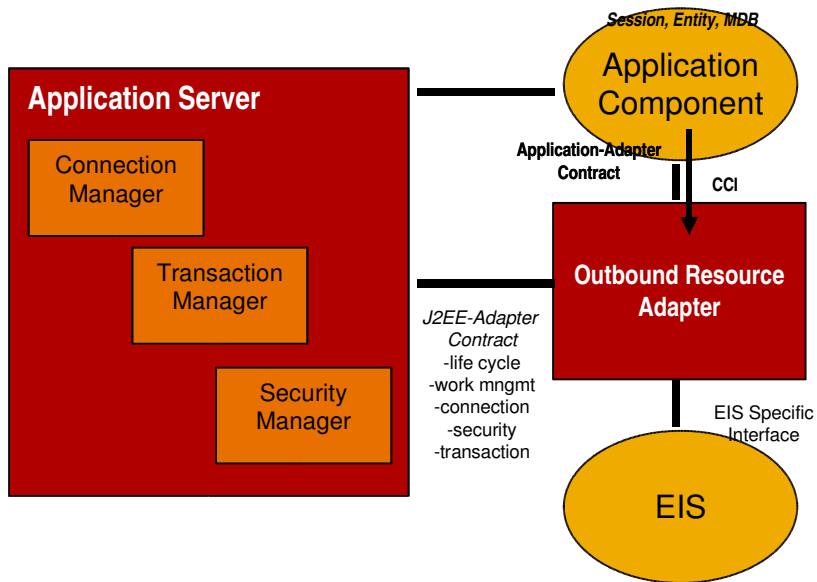 Session, Entity, MDB
Application
Component
Application Server
Connection
Manager
Transaction
Manager
Security
Manager
Application-Adapter
Contract
CCI
Outbound Resource
Adapter
J2EE-Adapter
Contract
-life cycle
-work mngmt
-connection
-security
-transaction
EIS Specific
Interface
EIS